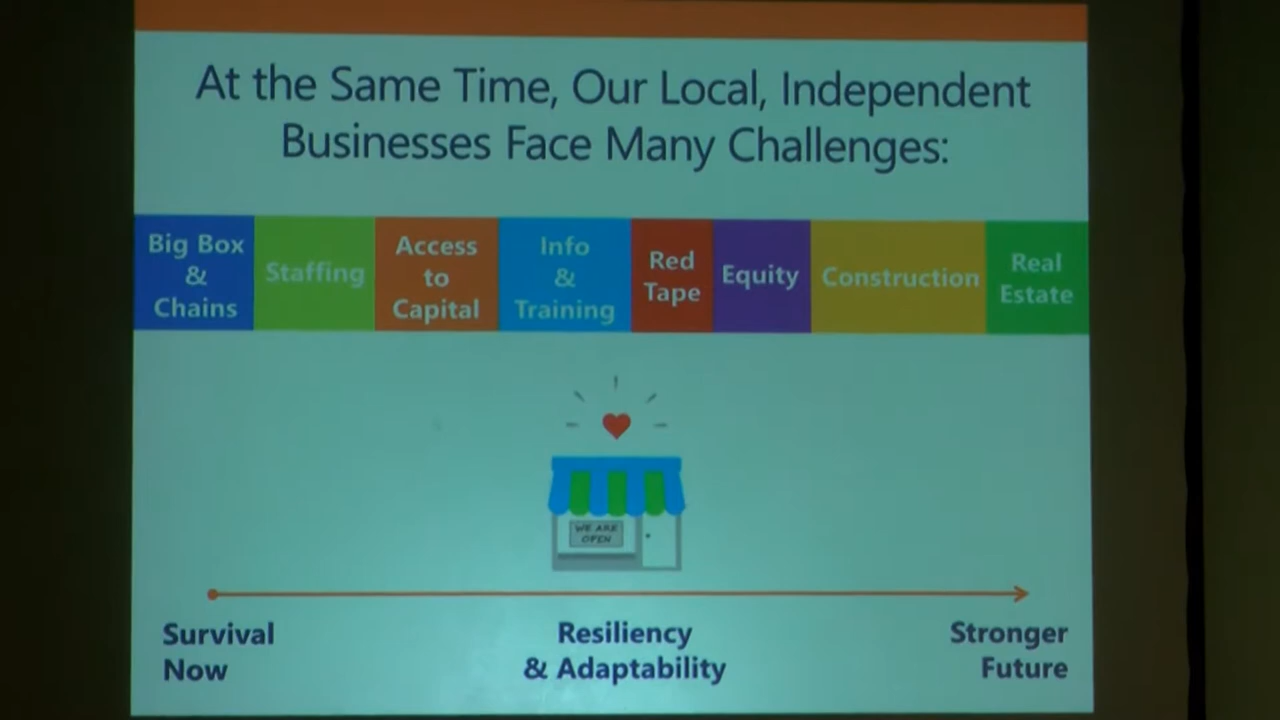 At the Same Time, Our Local, Independent
Businesses Face Many Challenges:
Big Box
&
Chains
Staffing
Access
to
Capital
Info
&
Training
Red
Tape
Equity
Construction
Real
Estate
WE ARE
OPEN
Survival
Now
Resiliency
& Adaptability
Stronger
Future